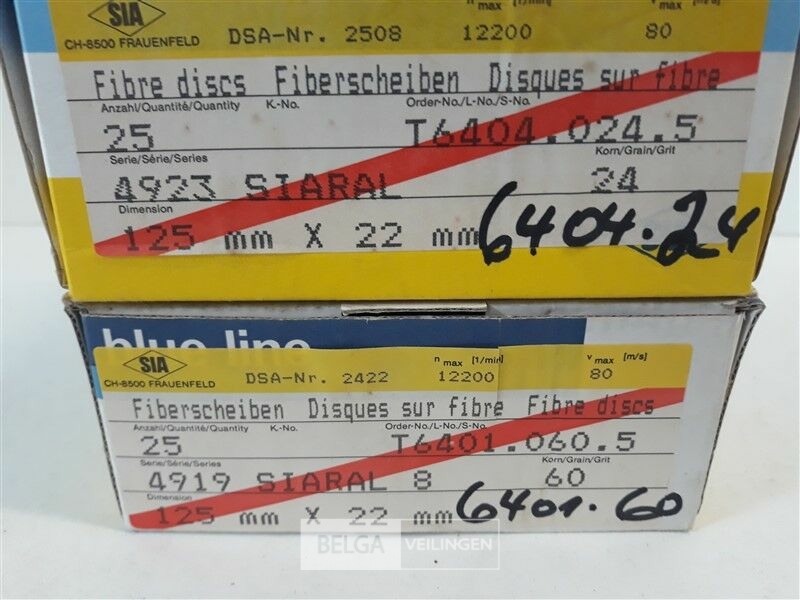 SIA n max [1/min] v max [m/s]
CH-8500 FRAUENFELD DSA-Nr. 2508 12200 80
Fibre discs Fiberscheiben Disques sur fibre
Anzahl/Quantité/Quantity K.-No. Order-No./L-No./S-No.
25 T6404.024.5
Serie/Série/Series Korn/Grain/Grit
4923 SIARAL 24
Dimension
125 mm X 22 mm 6404.24
blue line
SIA n max [1/min] v max [m/s]
CH-8500 FRAUENFELD DSA-Nr. 2422 12200 80
Fiberscheiben Disques sur fibre Fibre discs
Anzahl/Quantité/Quantity K.-No. Order-No./L-No./S-No.
25 T6401.060.5
Serie/Série/Series Korn/Grain/Grit
4919 SIARAL 8 60
Dimension
125 mm X 22 mm 6401.60
BELGA VEILINGEN